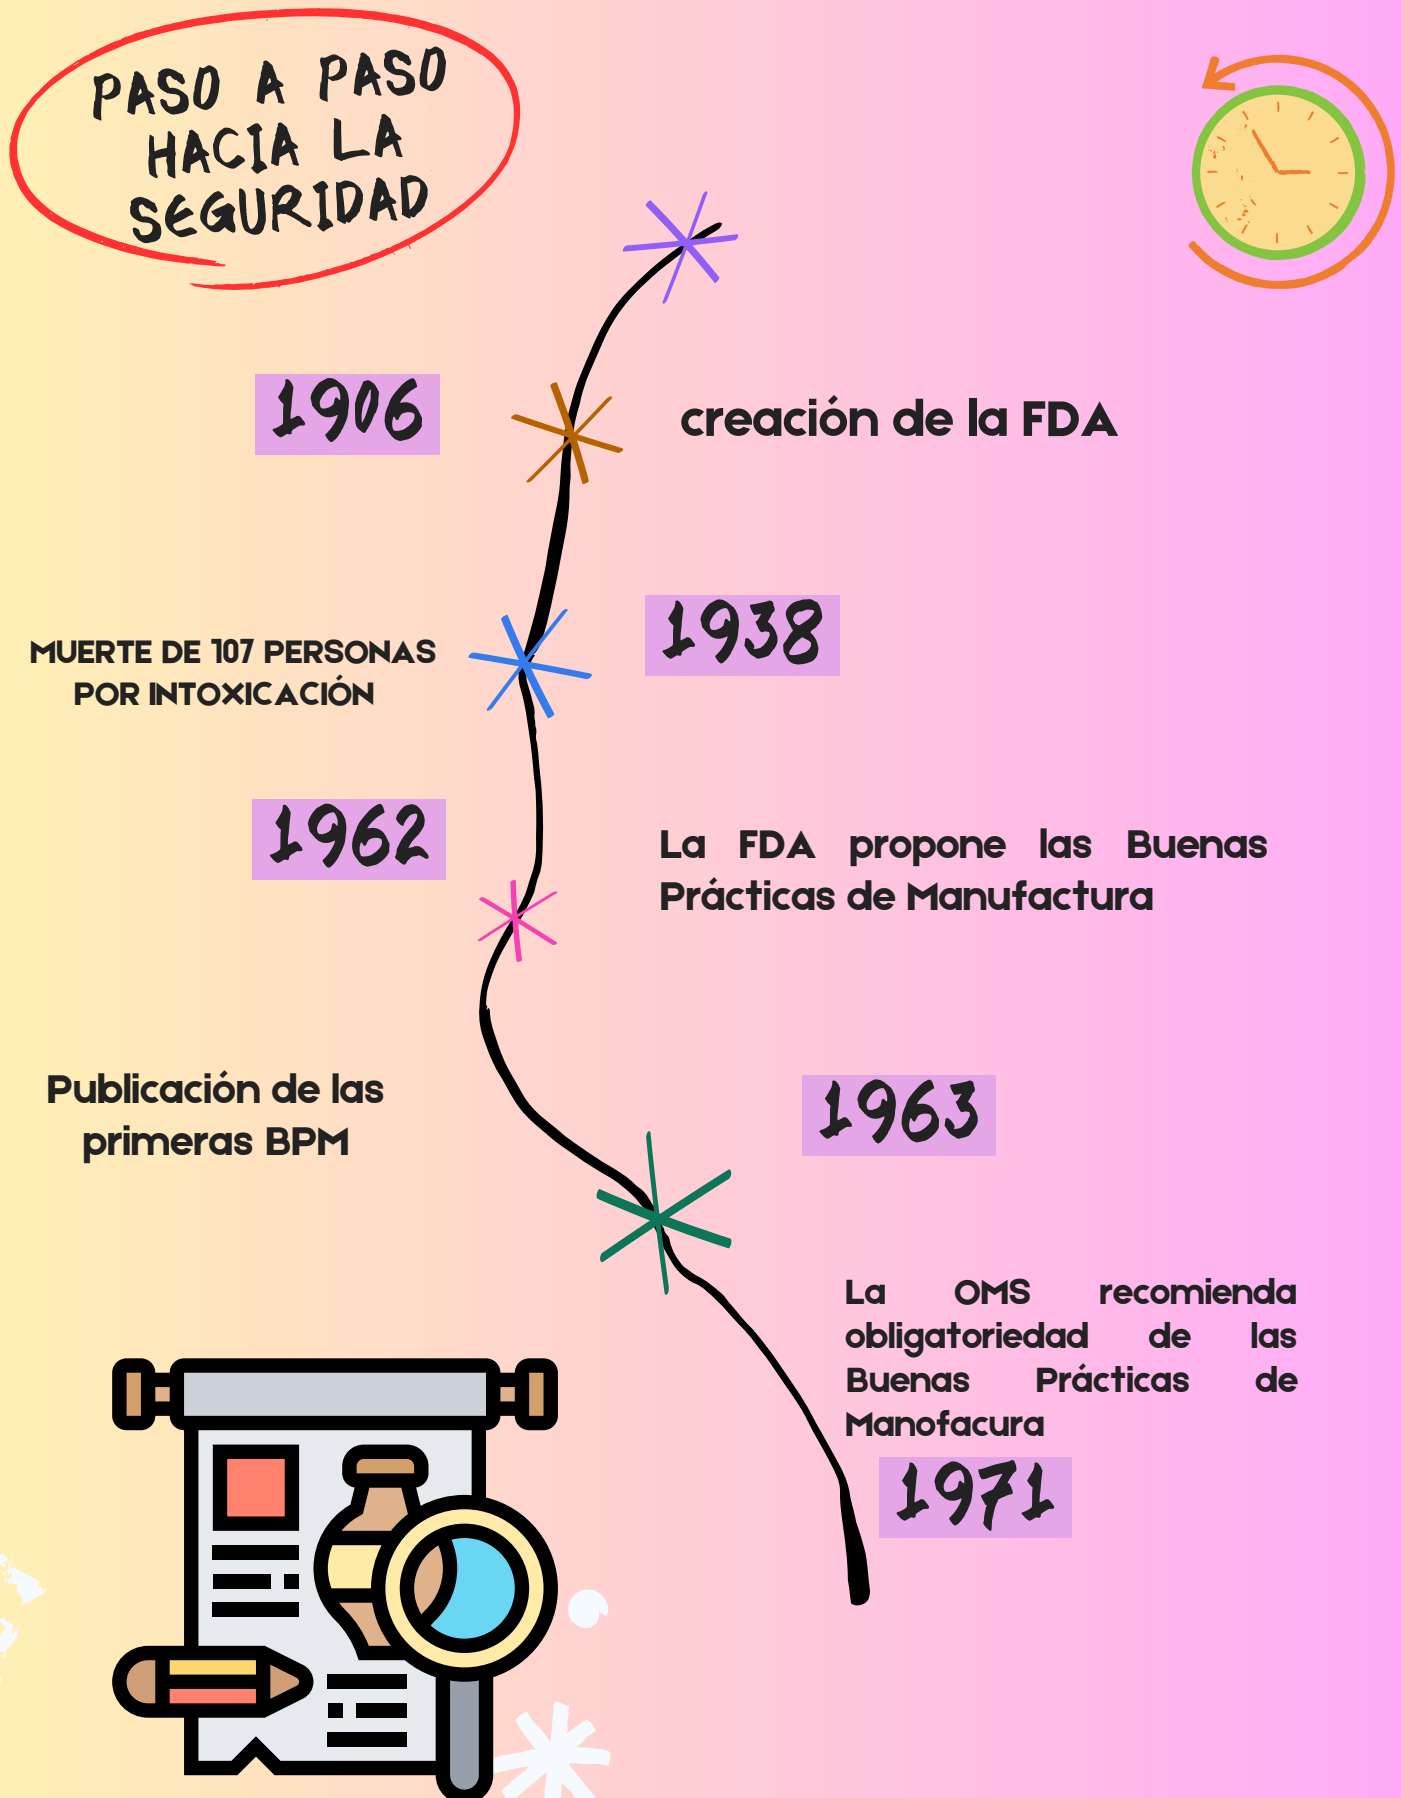 PASO A PASO
HACIA LA
SEGURIDAD
1906
creación de la FDA
1938
MUERTE DE 107 PERSONAS
POR INTOXICACIÓN
1962
La FDA propone las Buenas
Prácticas de Manufactura
1963
Publicación de las
primeras BPM
La OMS recomienda
obligatoriedad de las
Buenas Prácticas de
Manofacura
1971